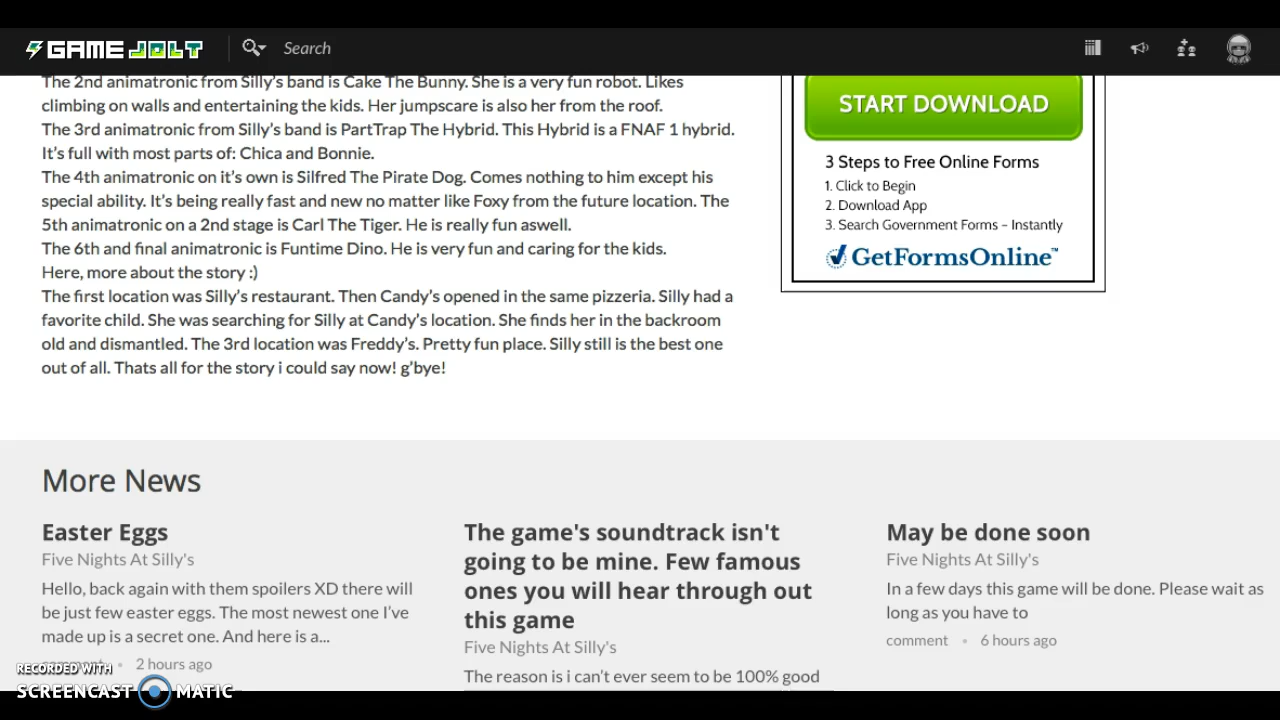 GAME JOLT
Search
The 2nd animatronic from Silly's band is Cake The Bunny. She is a very fun robot. Likes
climbing on walls and entertaining the kids. Her jumpscare is also her from the roof.
The 3rd animatronic from Silly's band is PartTrap The Hybrid. This Hybrid is a FNAF 1 hybrid.
It's full with most parts of: Chica and Bonnie.
The 4th animatronic on it's own is Silfred The Pirate Dog. Comes nothing to him except his
special ability. It's being really fast and new no matter like Foxy from the future location. The
5th animatronic on a 2nd stage is Carl The Tiger. He is really fun aswell.
The 6th and final animatronic is Funtime Dino. He is very fun and caring for the kids.
Here, more about the story :)
The first location was Silly's restaurant. Then Candy's opened in the same pizzeria. Silly had a
favorite child. She was searching for Silly at Candy's location. She finds her in the backroom
old and dismantled. The 3rd location was Freddy's. Pretty fun place. Silly still is the best one
out of all. Thats all for the story i could say now! g'bye!
START DOWNLOAD
3 Steps to Free Online Forms
1. Click to Begin
2. Download App
3. Search Government Forms – Instantly
GetFormsOnline™
More News
Easter Eggs
Five Nights At Silly's
Hello, back again with them spoilers XD there will
be just few easter eggs. The most newest one I've
made up is a secret one. And here is a...
comment • 2 hours ago
The game's soundtrack isn't
going to be mine. Few famous
ones you will hear through out
this game
Five Nights At Silly's
The reason is i can't ever seem to be 100% good
May be done soon
Five Nights At Silly's
In a few days this game will be done. Please wait as
long as you have to
comment • 6 hours ago
RECORDED WITH
SCREENCAST MATIC